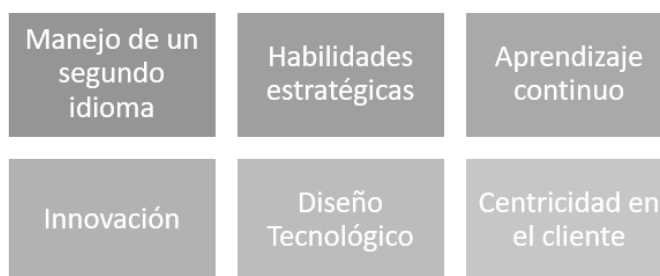 Manejo de un
segundo
idioma
Habilidades
estratégicas
Aprendizaje
continuo
Innovación
Diseño
Tecnológico
Centricidad en
el cliente